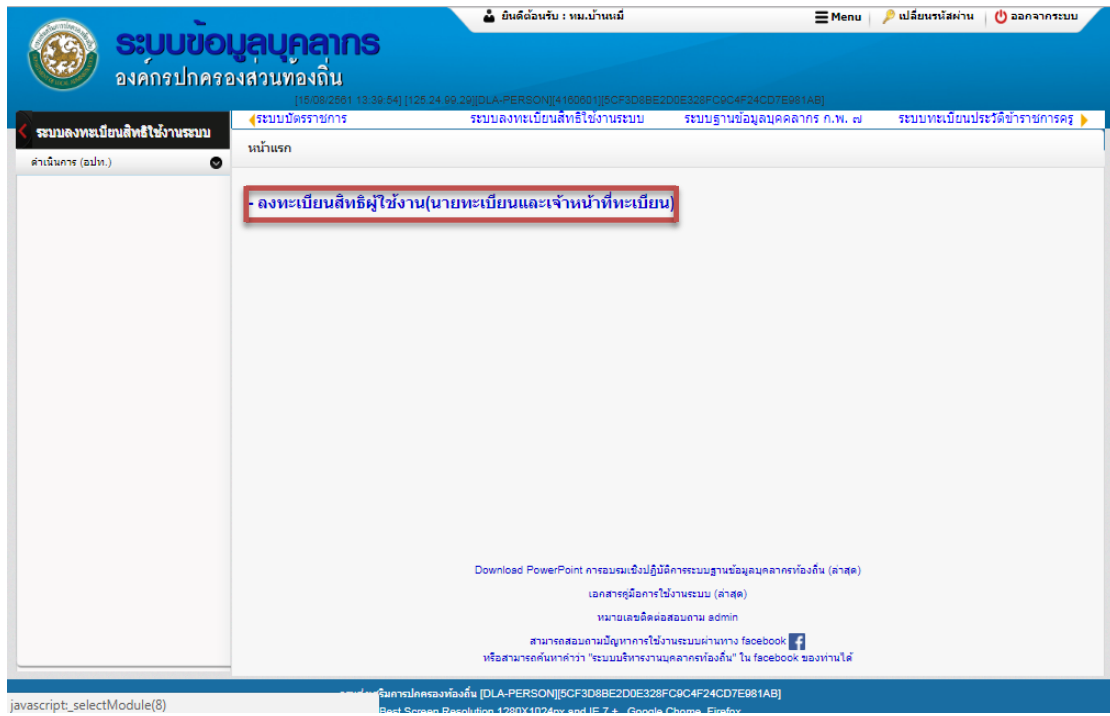 ยินดีต้อนรับ : ทม.บ้านหมี่ Menu เปลี่ยนรหัสผ่าน ออกจากระบบ
ระบบข้อมูลบุคลากร
องค์กรปกครองส่วนท้องถิ่น
[15/08/2561 13:39:54] [125.24.99.29][DLA-PERSON][4160601][5CF3D8BE2D0E328FC9C4F24CD7E981AB]
ระบบบัตรราชการ ระบบลงทะเบียนสิทธิใช้งานระบบ ระบบฐานข้อมูลบุคคลากร ก.พ. ๗ ระบบทะเบียนประวัติข้าราชการครู
ระบบลงทะเบียนสิทธิใช้งานระบบ
หน้าแรก
ดำเนินการ (อปท.)
- ลงทะเบียนสิทธิผู้ใช้งาน(นายทะเบียนและเจ้าหน้าที่ทะเบียน)
Download PowerPoint การอบรมเชิงปฏิบัติการระบบฐานข้อมูลบุคลากรท้องถิ่น (ล่าสุด)
เอกสารคู่มือการใช้งานระบบ (ล่าสุด)
หมายเลขติดต่อสอบถาม admin
สามารถสอบถามปัญหาการใช้งานระบบผ่านทาง facebook
หรือสามารถค้นหาคำว่า "ระบบบริหารงานบุคลากรท้องถิ่น" ใน facebook ของท่านได้
ริมการปกครองท้องถิ่น [DLA-PERSON][5CF3D8BE2D0E328FC9C4F24CD7E981AB]
javascript:_selectModule(8) Best Screen Resolution 1280X1024px and IE 7 + , Google Chome, Firefox